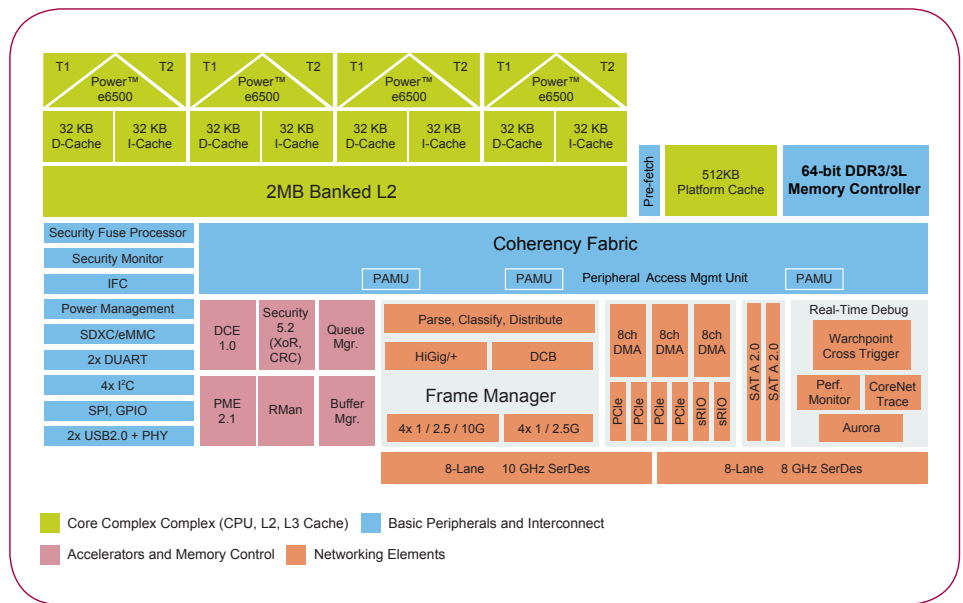 T1
T2
Power™
e6500
T1
T2
Power™
e6500
T1
T2
Power™
e6500
T1
T2
Power™
e6500
32 KB
D-Cache
32 KB
I-Cache
32 KB
D-Cache
32 KB
I-Cache
32 KB
D-Cache
32 KB
I-Cache
32 KB
D-Cache
32 KB
I-Cache
2MB Banked L2
Pre-fetch
512KB
Platform Cache
64-bit DDR3/3L
Memory Controller
Security Fuse Processor
Security Monitor
IFC
Power Management
SDXC/eMMC
2x DUART
4x I²C
SPI, GPIO
2x USB2.0 + PHY
Coherency Fabric
PAMU
PAMU
Peripheral Access Mgmt Unit
PAMU
DCE
1.0
Security
5.2
(XoR,
CRC)
Queue
Mgr.
PME
2.1
RMan
Buffer
Mgr.
Parse, Classify, Distribute
HiGig/+
DCB
Frame Manager
4x 1 / 2.5 / 10G
4x 1 / 2.5G
8ch
DMA
8ch
DMA
8ch
DMA
PCIe
PCIe
PCIe
PCIe
sRIO
sRIO
SAT A 2.0
SAT A 2.0
Real-Time Debug
Warchpoint
Cross Trigger
Perf.
Monitor
CoreNet
Trace
Aurora
8-Lane 10 GHz SerDes
8-Lane 8 GHz SerDes
Core Complex Complex (CPU, L2, L3 Cache)
Basic Peripherals and Interconnect
Accelerators and Memory Control
Networking Elements